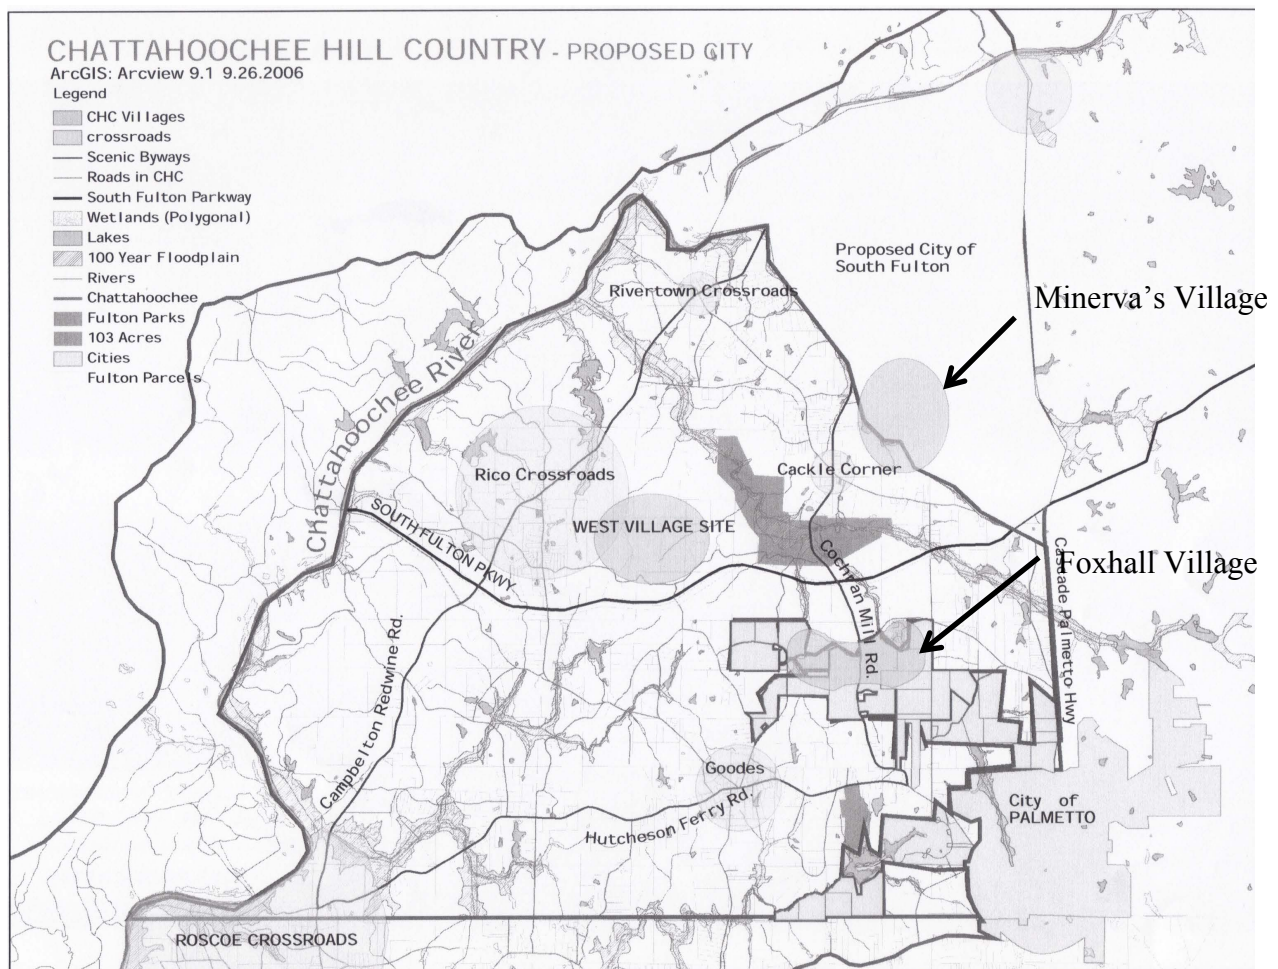 CHATTAHOOCHEE HILL COUNTRY - PROPOSED CITY
ArcGIS: Arcview 9.1 9.26.2006
Legend
CHC Villages
crossroads
Scenic Byways
Roads in CHC
South Fulton Parkway
Wetlands (Polygonal)
Lakes
100 Year Floodplain
Rivers
Chattahoochee
Fulton Parks
103 Acres
Cities
Fulton Parcels
Proposed City of
South Fulton
Minerva's Village
Rivertown Crossroads
Chattahoochee River
Rico Crossroads
Cackle Corner
WEST VILLAGE SITE
SOUTH FULTON PKWY
Cochran Mill Rd.
Foxhall Village
Cascade Palmetto Hwy
Campbelton Redwine Rd.
Goodes
Hutcheson Ferry Rd.
City of
PALMETTO
ROSCOE CROSSROADS